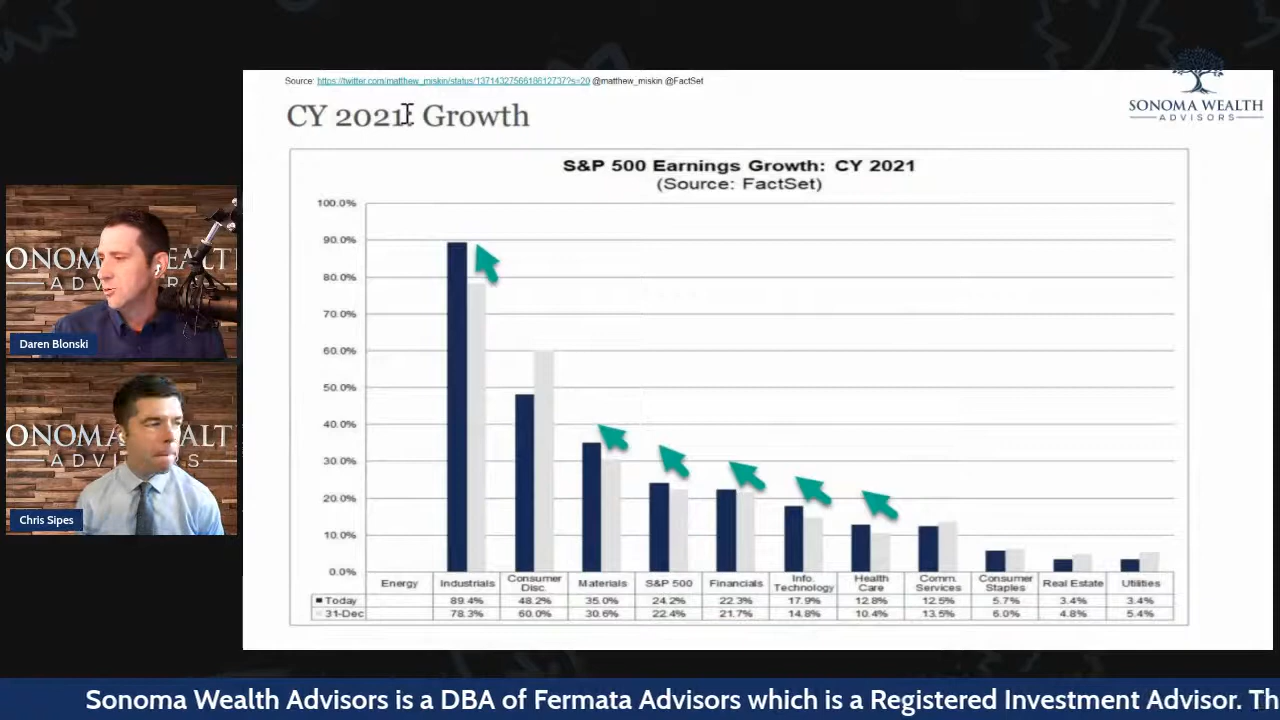 Source: https://twitter.com/matthew_miskin/status/1371432756618612737?s=20 @matthew_miskin @FactSet
SONOMA WEALTH
ADVISORS
CY 2021: Growth
S&P 500 Earnings Growth: CY 2021
(Source: FactSet)
100.0%
90.0%
80.0%
70.0%
60.0%
50.0%
40.0%
30.0%
20.0%
10.0%
0.0%
Energy Industrials Consumer Disc. Materials S&P 500 Financials Info. Technology Health Care Comm. Services Consumer Staples Real Estate Utilities
Today 89.4% 48.2% 35.0% 24.2% 22.3% 17.9% 12.8% 12.5% 5.7% 3.4% 3.4%
31-Dec 78.3% 60.0% 30.6% 22.4% 21.7% 14.8% 10.4% 13.5% 6.0% 4.8% 5.4%
Daren Blonski
Chris Sipes
Sonoma Wealth Advisors is a DBA of Fermata Advisors which is a Registered Investment Advisor. Th